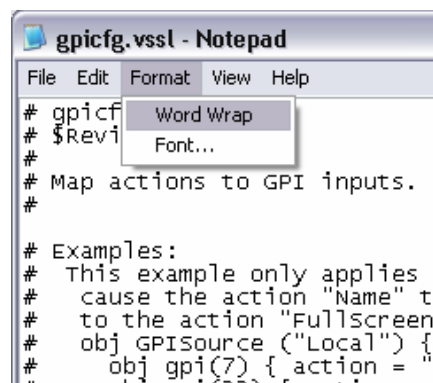 gpicfg.vssl - Notepad
File Edit Format View Help
Word Wrap
Font...
# gpicf
# $Revi
#
# Map actions to GPI inputs.
#
# Examples:
# This example only applies
# cause the action "Name" t
# to the action "FullScreen
# obj GPISource ("Local") {
# obj gpi(7) { action = "